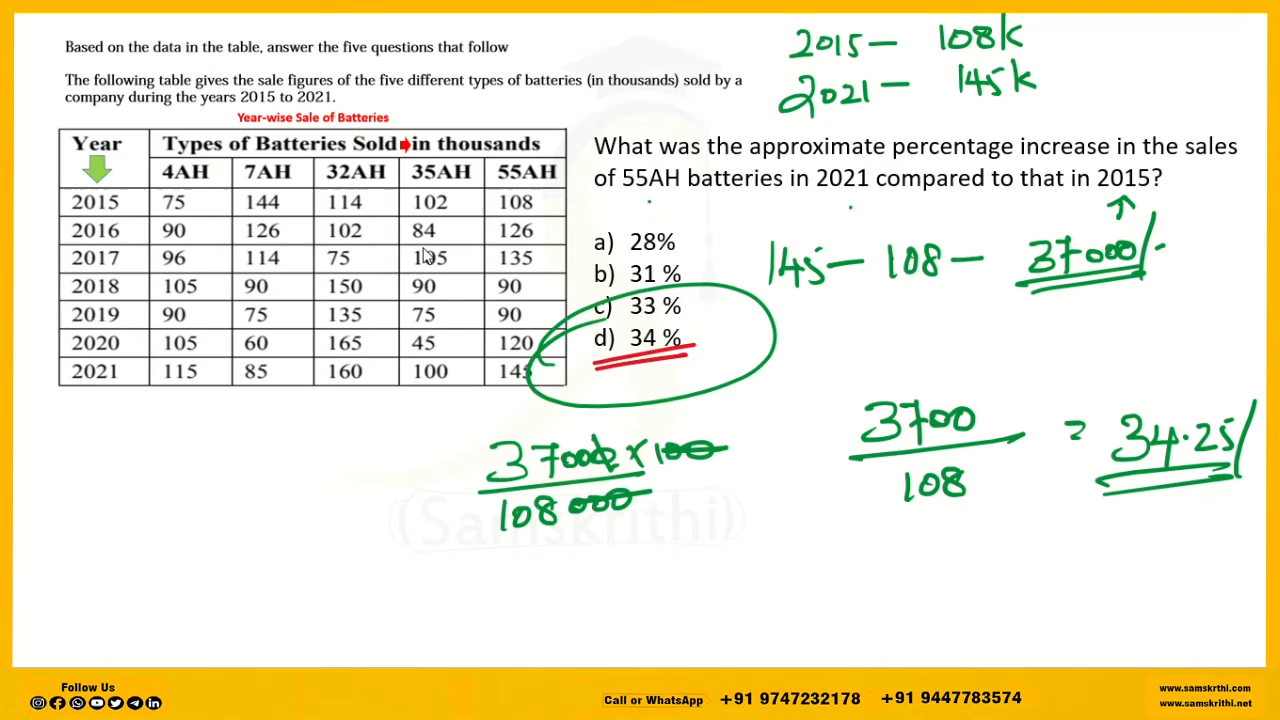 Based on the data in the table, answer the five questions that follow
The following table gives the sale figures of the five different types of batteries (in thousands) sold by a
company during the years 2015 to 2021.
Year-wise Sale of Batteries
Year Types of Batteries Sold in thousands
4AH 7AH 32AH 35AH 55AH
2015 75 144 114 102 108
2016 90 126 102 84 126
2017 96 114 75 105 135
2018 105 90 150 90 90
2019 90 75 135 75 90
2020 105 60 165 45 120
2021 115 85 160 100 145
2015 — 108k
2021 — 145k
What was the approximate percentage increase in the sales
of 55AH batteries in 2021 compared to that in 2015?
a) 28%
b) 31 %
c) 33 %
d) 34 %
145 — 108 — 37000/-
37000 x 100
108000
3700
108
= 34.25/
(Samskrithi)
Follow Us
Call or WhatsApp +91 9747232178 +91 9447783574
www.samskrthi.com
www.samskrithi.net